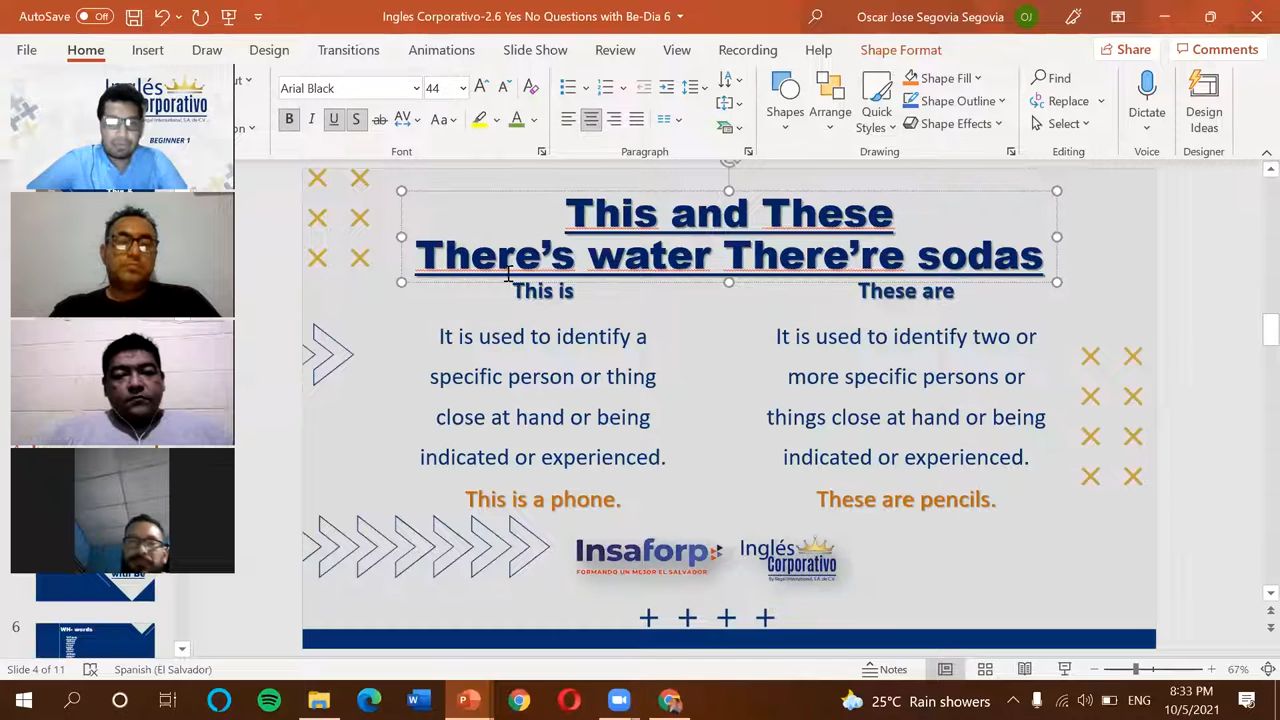 AutoSave Off
Ingles Corporativo-2.6 Yes No Questions with Be-Dia 6
Oscar Jose Segovia Segovia
OJ
File Home Insert Draw Design Transitions Animations Slide Show Review View Recording Help Shape Format
Share Comments
Arial Black 44
Shapes Arrange Quick Styles
Shape Fill
Shape Outline
Shape Effects
Find
Replace
Select
Dictate
Design Ideas
Font Paragraph Drawing Editing Voice Designer
Inglés
Corporativo
BEGINNER 1
This and These
There's water There're sodas
This is
It is used to identify a
specific person or thing
close at hand or being
indicated or experienced.
This is a phone.
These are
It is used to identify two or
more specific persons or
things close at hand or being
indicated or experienced.
These are pencils.
Insaforp
FORMANDO UN MEJOR EL SALVADOR
Inglés
Corporativo
By Regal International, S.A. de C.V.
with Be
6
WH- words
Slide 4 of 11 Spanish (El Salvador) Notes 67%
25°C Rain showers ENG
8:33 PM
10/5/2021